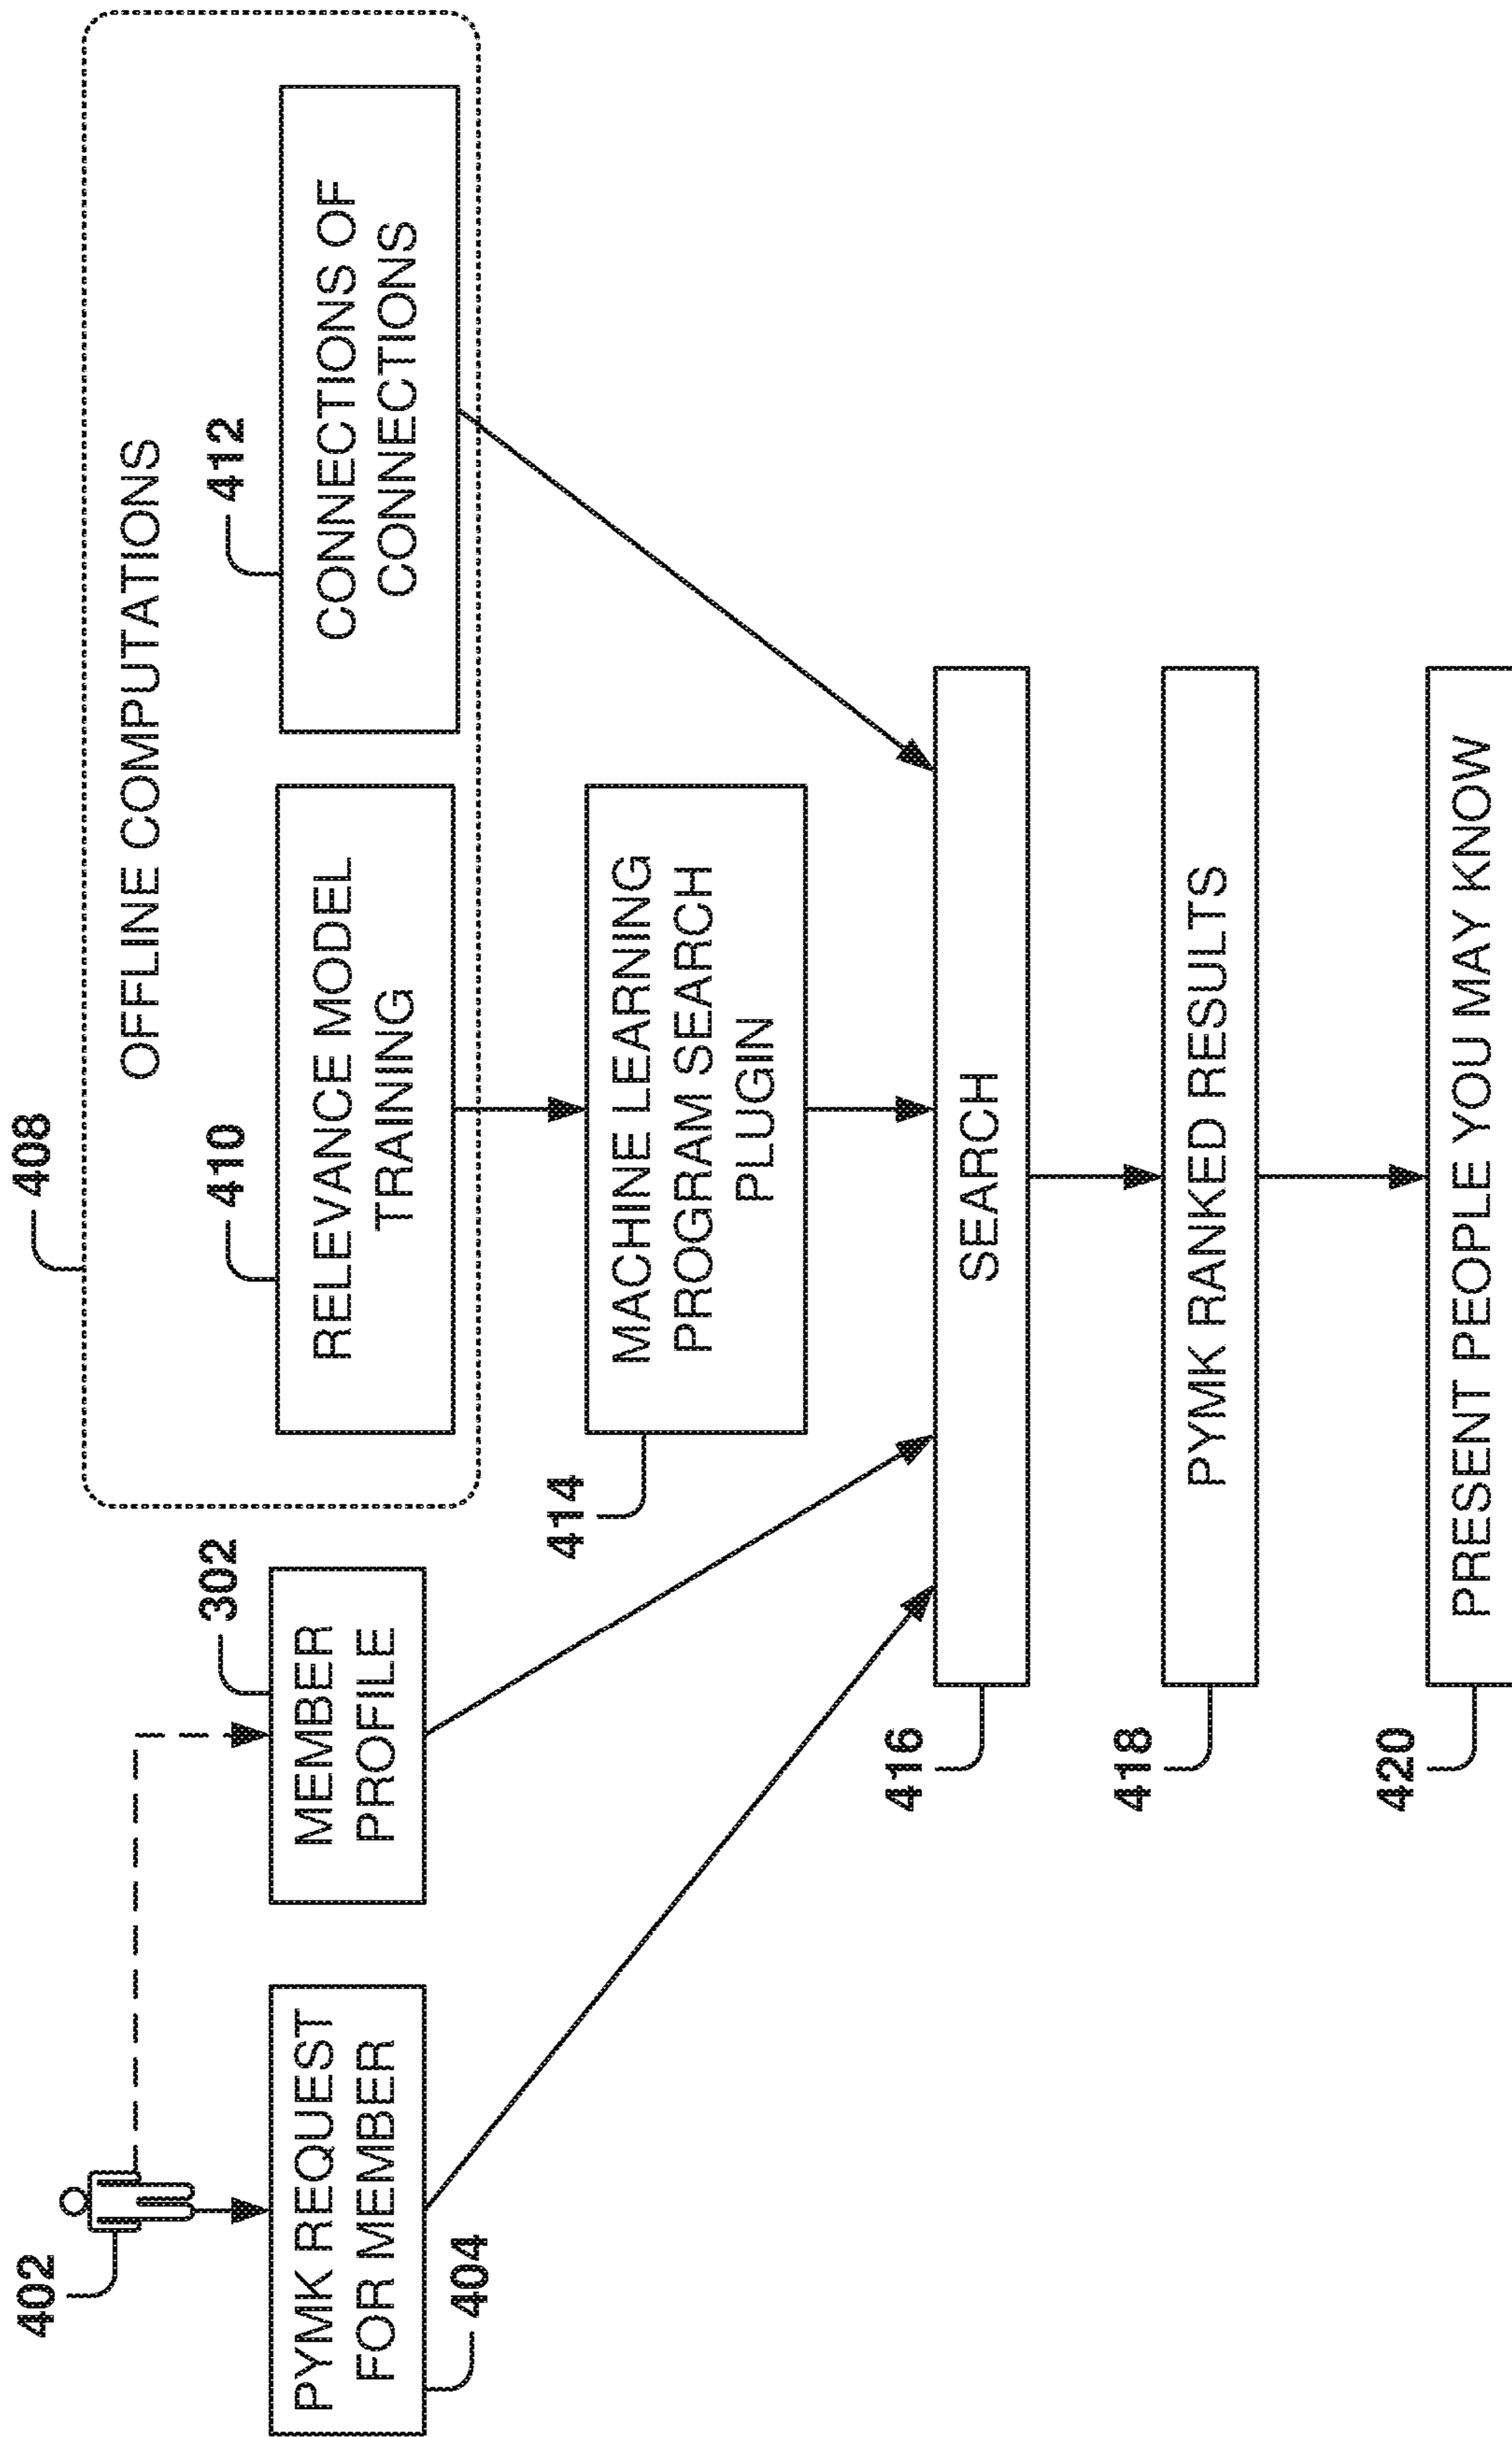 402
PYMK REQUEST
FOR MEMBER
404
302
MEMBER
PROFILE
408
OFFLINE COMPUTATIONS
410
RELEVANCE MODEL
TRAINING
412
CONNECTIONS OF
CONNECTIONS
414
MACHINE LEARNING
PROGRAM SEARCH
PLUGIN
416
SEARCH
418
PYMK RANKED RESULTS
420
PRESENT PEOPLE YOU MAY KNOW